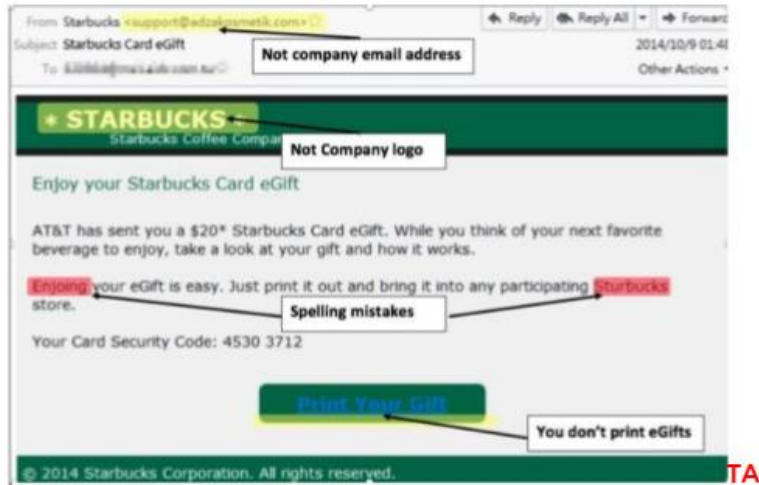 From Starbucks <support@adzakosmetik.com>
Reply Reply All Forward
Subject Starbucks Card eGift
2014/10/9 01:48
To
Other Actions
Not company email address
* STARBUCKS *
Starbucks Coffee
Not Company logo
Enjoy your Starbucks Card eGift
AT&T has sent you a $20* Starbucks Card eGift. While you think of your next favorite
beverage to enjoy, take a look at your gift and how it works.
Enjoing your eGift is easy. Just print it out and bring it into any participating Sturbucks
store.
Spelling mistakes
Your Card Security Code: 4530 3712
Print Your Gift
You don't print eGifts
© 2014 Starbucks Corporation. All rights reserved.
TA